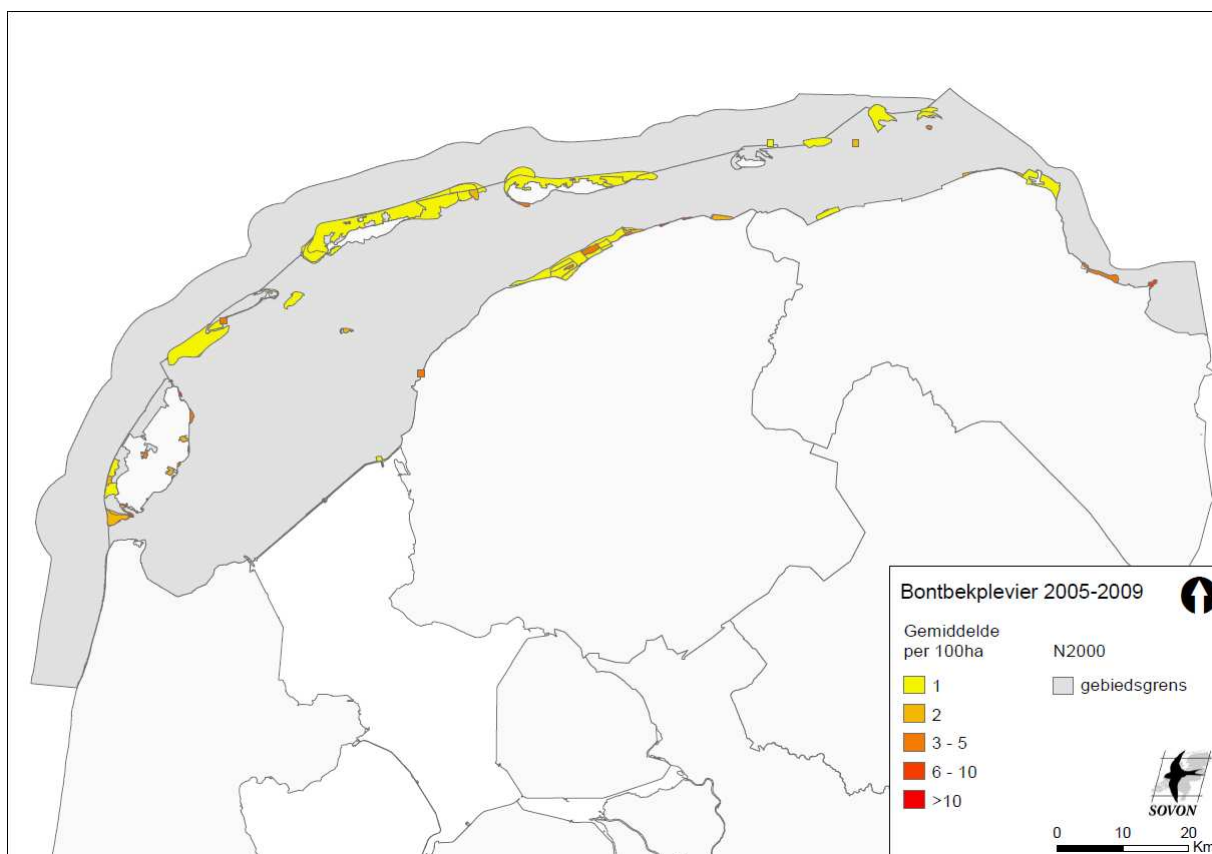 Bontbekplevier 2005-2009
Gemiddelde
per 100ha
N2000
1
gebiedsgrens
2
3 - 5
6 - 10
>10
SOVON
0 10 20
Km